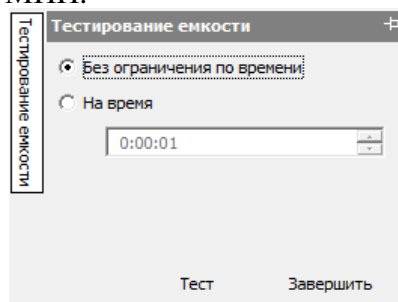 Тестирование емкости
Тестирование емкости
Без ограничения по времени
На время
0:00:01
Тест Завершить